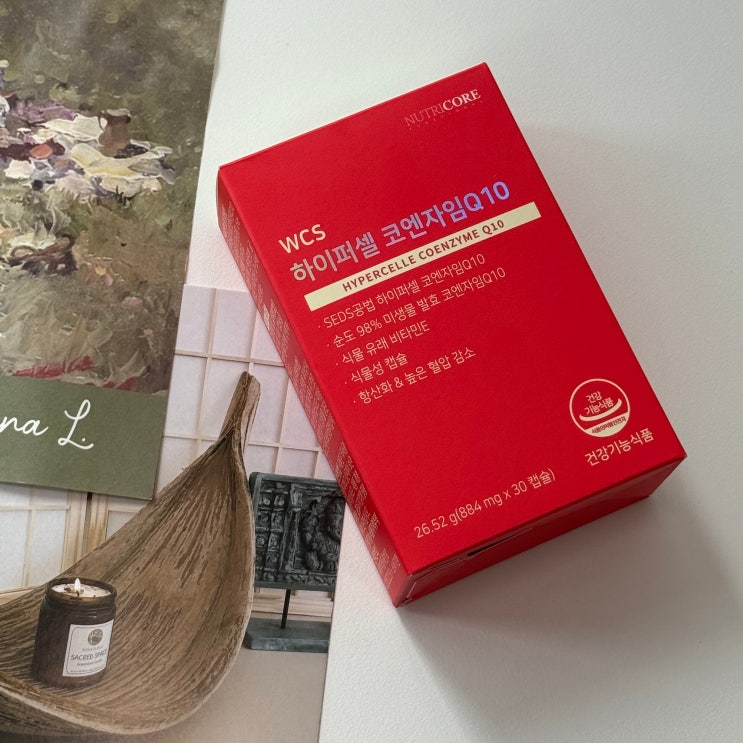 NUTRICORE
WCS
하이퍼셀 코엔자임Q10
HYPERCELLE COENZYME Q10
· SEDS공법 하이퍼셀 코엔자임Q10
· 순도 98% 미생물 발효 코엔자임Q10
· 식물 유래 비타민E
· 식물성 캡슐
· 항산화 & 높은 혈압 감소
건강
기능식품
식품의약품안전처
건강기능식품
26.52 g(884 mg x 30 캡슐)
na L.
SACRED SPACE